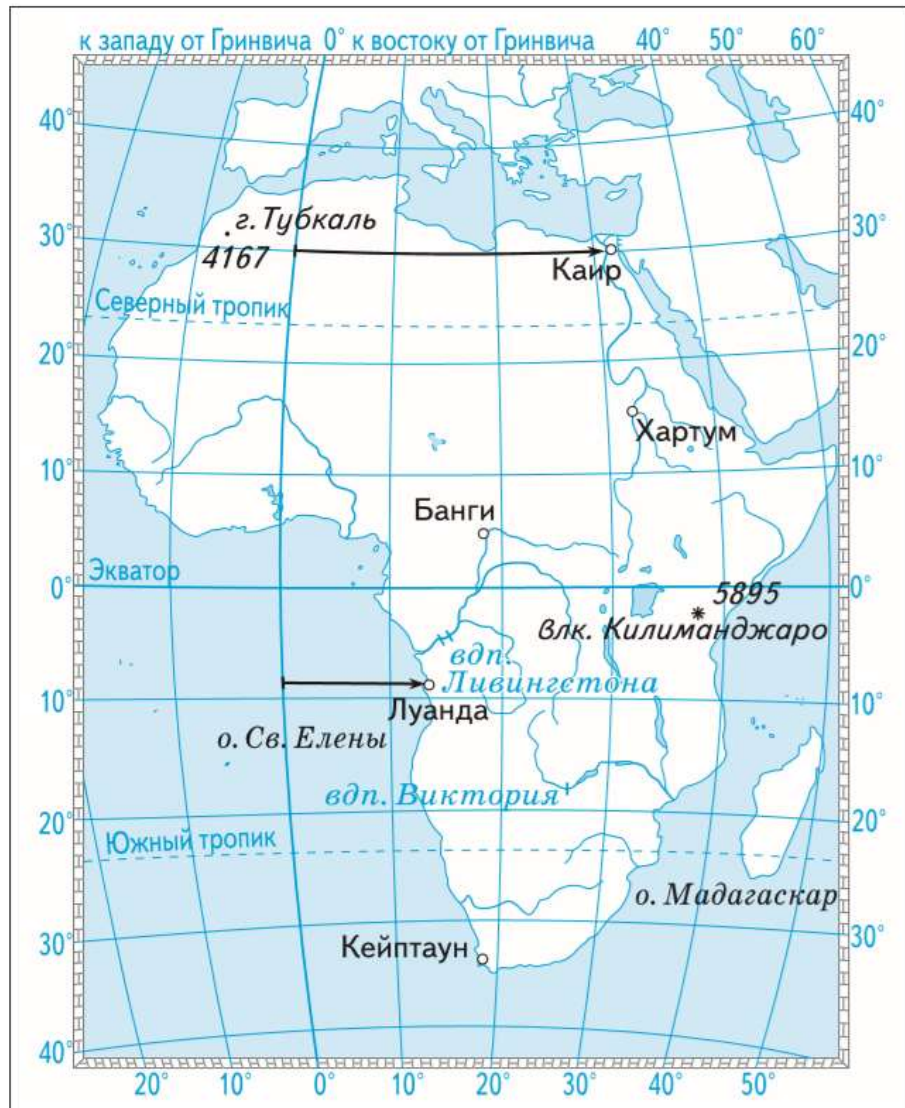 к западу от Гринвича 0° к востоку от Гринвича 40° 50° 60°
40° 40°
г. Тубкаль
30° 30°
4167
Каир
Северный тропик
20° 20°
Хартум
10° 10°
Банги
Экватор
0° 0°
5895
влк. Килиманджаро
вдп.
Ливингстона
10° 10°
Луанда
о. Св. Елены
вдп. Виктория
20° 20°
Южный тропик
о. Мадагаскар
30° 30°
Кейптаун
40°
20° 10° 0° 10° 20° 30° 40° 50°